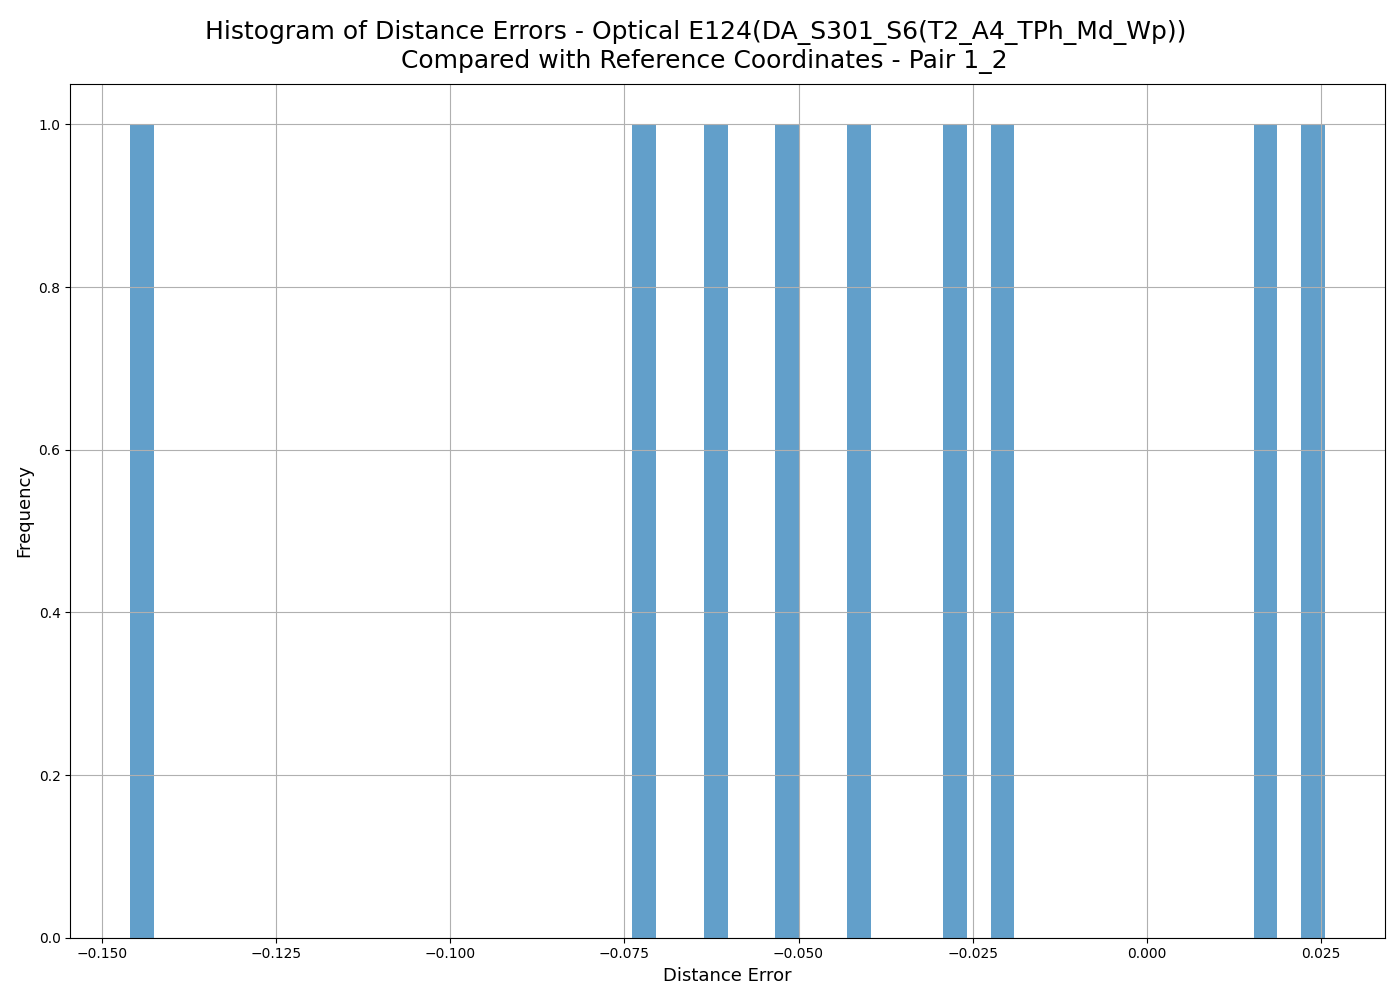 Histogram of Distance Errors - Optical E124(DA_S301_S6(T2_A4_TPh_Md_Wp))
Compared with Reference Coordinates - Pair 1_2
1.0
0.8
0.6
0.4
0.2
0.0
Frequency
−0.150 −0.125 −0.100 −0.075 −0.050 −0.025 0.000 0.025
Distance Error